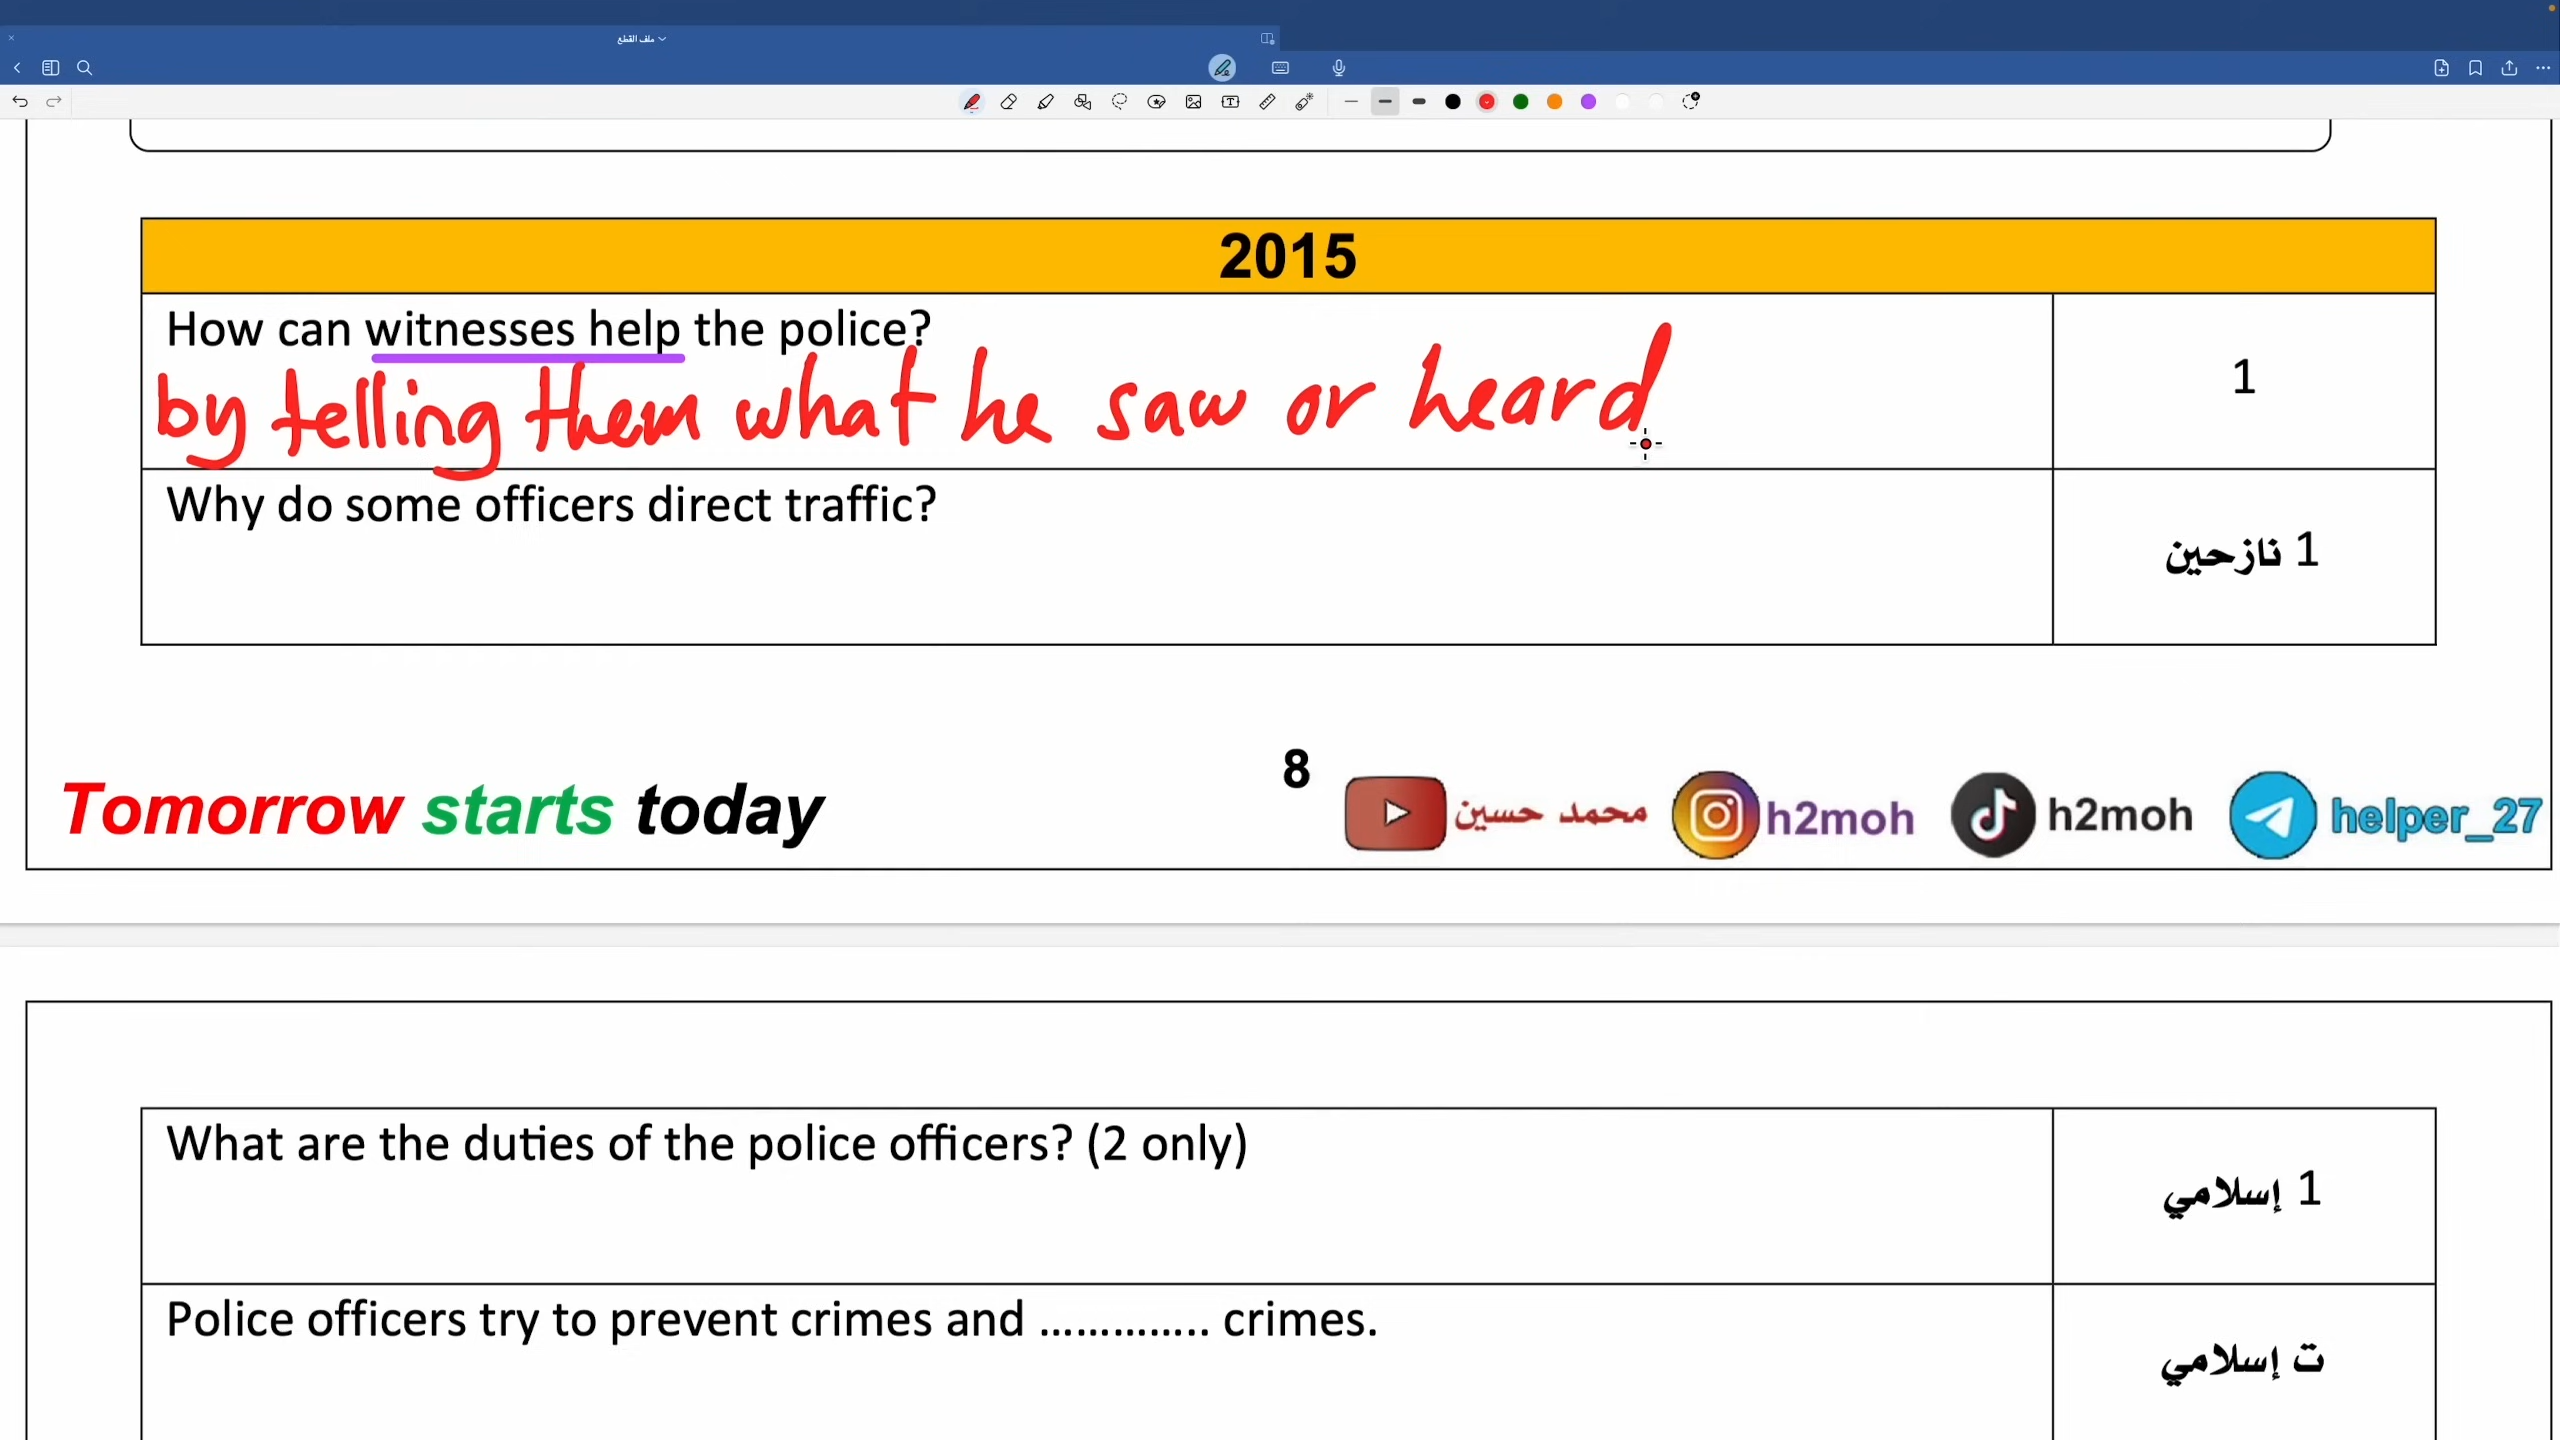 ملف القطع
2015
How can witnesses help the police?
by telling them what he saw or heard
1
Why do some officers direct traffic?
1 نازحين
8
Tomorrow starts today
محمد حسين
h2moh
h2moh
helper_27
What are the duties of the police officers? (2 only)
1 إسلامي
Police officers try to prevent crimes and .............. crimes.
ت إسلامي